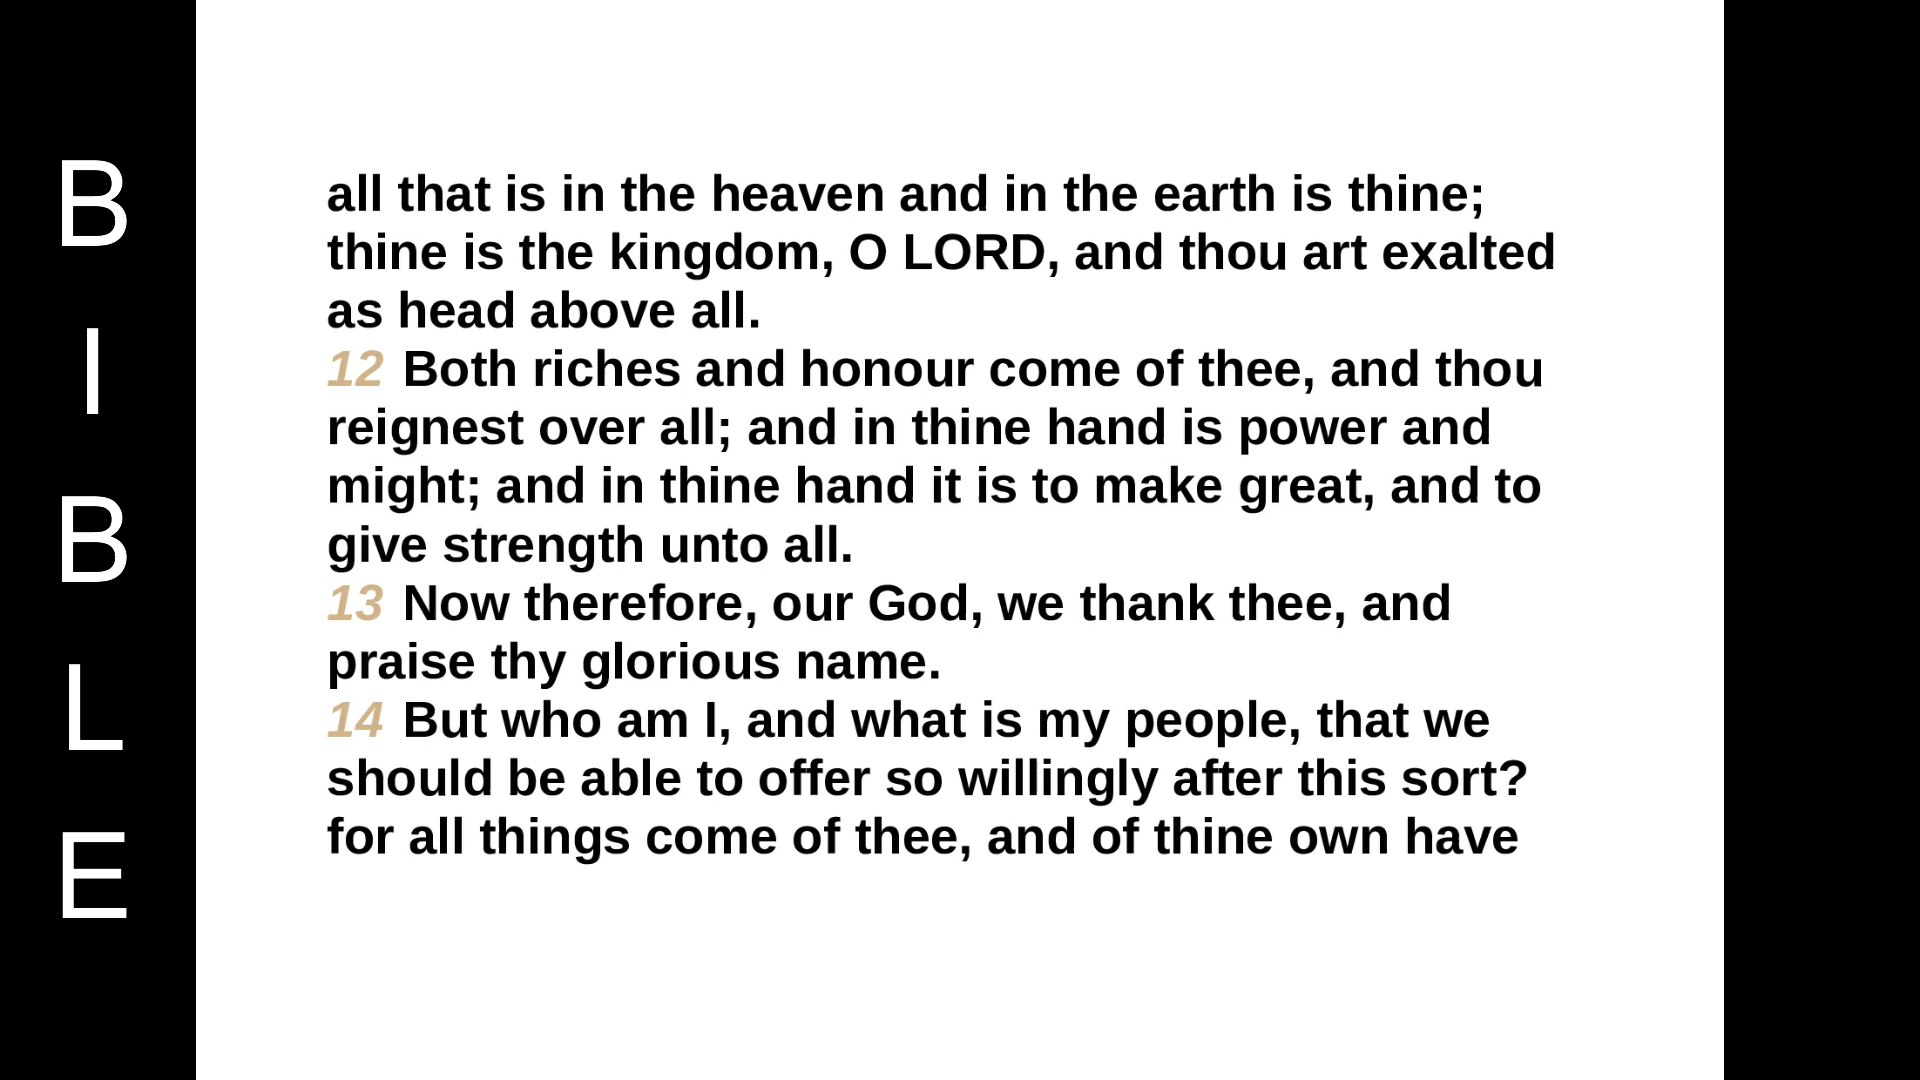 B
I
B
L
E
all that is in the heaven and in the earth is thine;
thine is the kingdom, O LORD, and thou art exalted
as head above all.
12 Both riches and honour come of thee, and thou
reignest over all; and in thine hand is power and
might; and in thine hand it is to make great, and to
give strength unto all.
13 Now therefore, our God, we thank thee, and
praise thy glorious name.
14 But who am I, and what is my people, that we
should be able to offer so willingly after this sort?
for all things come of thee, and of thine own have